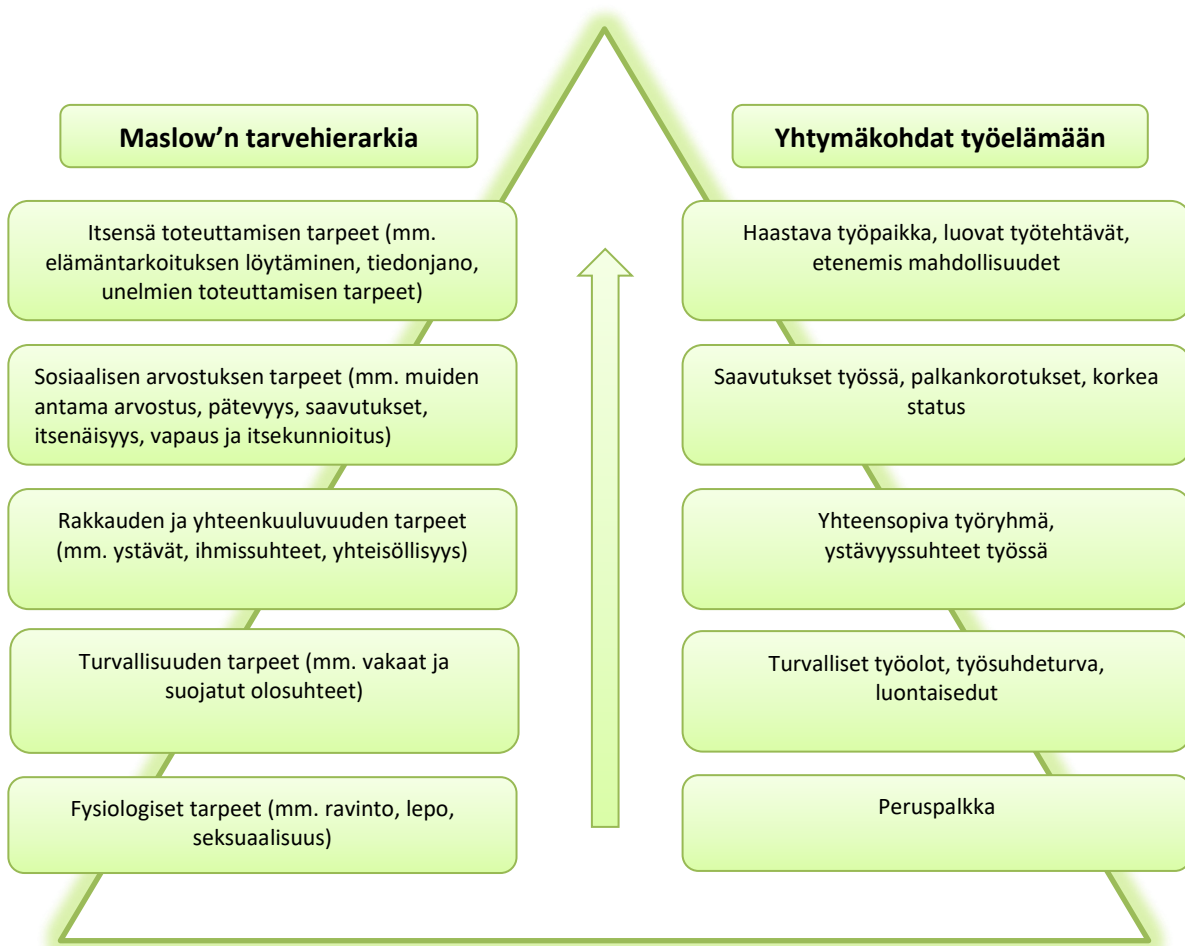 Maslow’n tarvehierarkia
Yhtymäkohdat työelämään
Itsensä toteuttamisen tarpeet (mm.
elämäntarkoituksen löytäminen, tiedonjano,
unelmien toteuttamisen tarpeet)
Haastava työpaikka, luovat työtehtävät,
etenemis mahdollisuudet
Sosiaalisen arvostuksen tarpeet (mm. muiden
antama arvostus, pätevyys, saavutukset,
itsenäisyys, vapaus ja itsekunnioitus)
Saavutukset työssä, palkankorotukset, korkea
status
Rakkauden ja yhteenkuuluvuuden tarpeet
(mm. ystävät, ihmissuhteet, yhteisöllisyys)
Yhteensopiva työryhmä,
ystävyyssuhteet työssä
Turvallisuuden tarpeet (mm. vakaat ja
suojatut olosuhteet)
Turvalliset työolot, työsuhdeturva,
luontaisedut
Fysiologiset tarpeet (mm. ravinto, lepo,
seksuaalisuus)
Peruspalkka